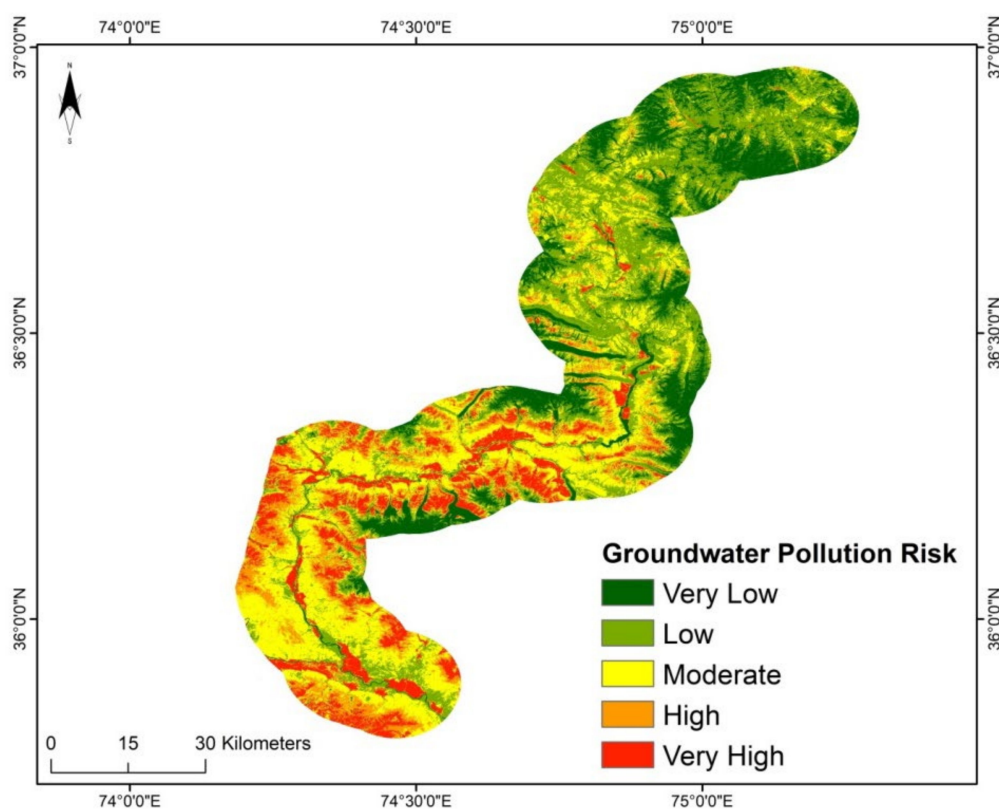 74°0'0"E 74°30'0"E 75°0'0"E
37°0'0"N 37°0'0"N
N
S
36°30'0"N 36°30'0"N
Groundwater Pollution Risk
Very Low
Low
Moderate
High
Very High
36°0'0"N 36°0'0"N
0 15 30 Kilometers
74°0'0"E 74°30'0"E 75°0'0"E